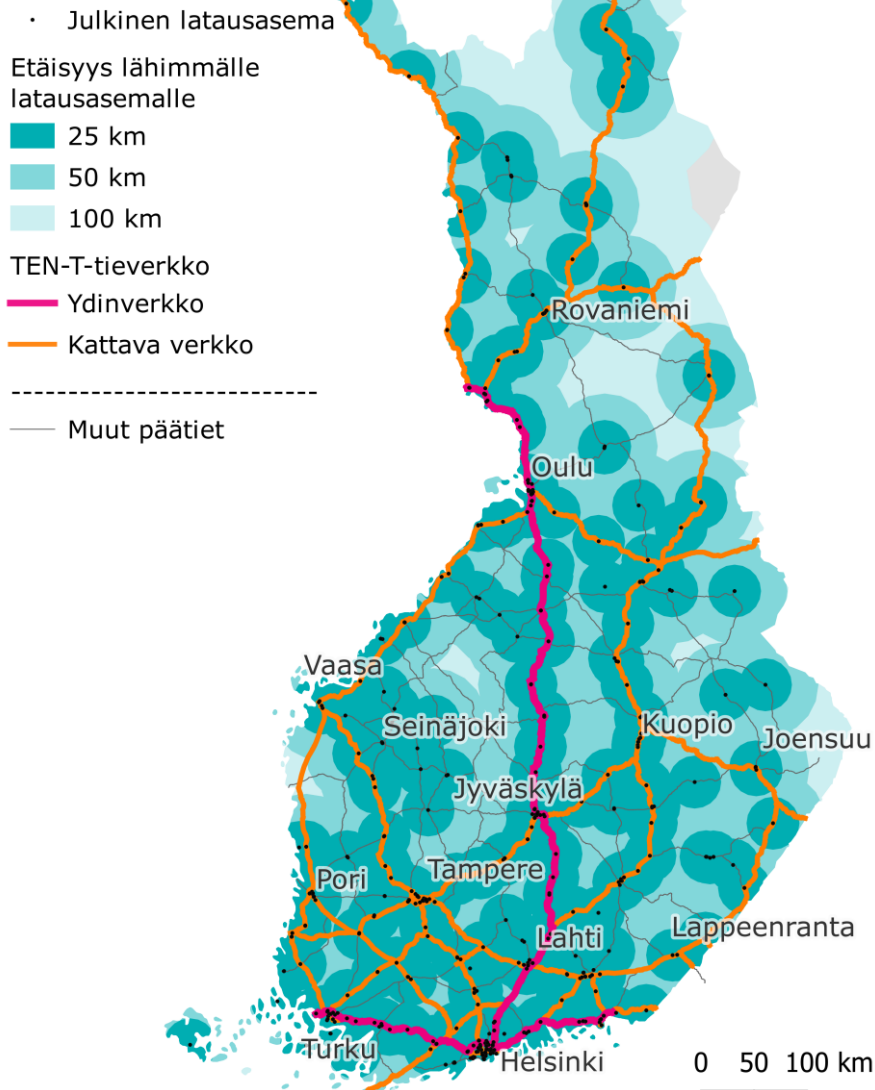 Julkinen latausasema
Etäisyys lähimmälle
latausasemalle
25 km
50 km
100 km
TEN-T-tieverkko
Ydinverkko
Kattava verkko
Muut päätiet
Rovaniemi
Oulu
Vaasa
Seinäjoki
Kuopio
Joensuu
Jyväskylä
Tampere
Pori
Lahti
Lappeenranta
Turku
Helsinki
0 50 100 km